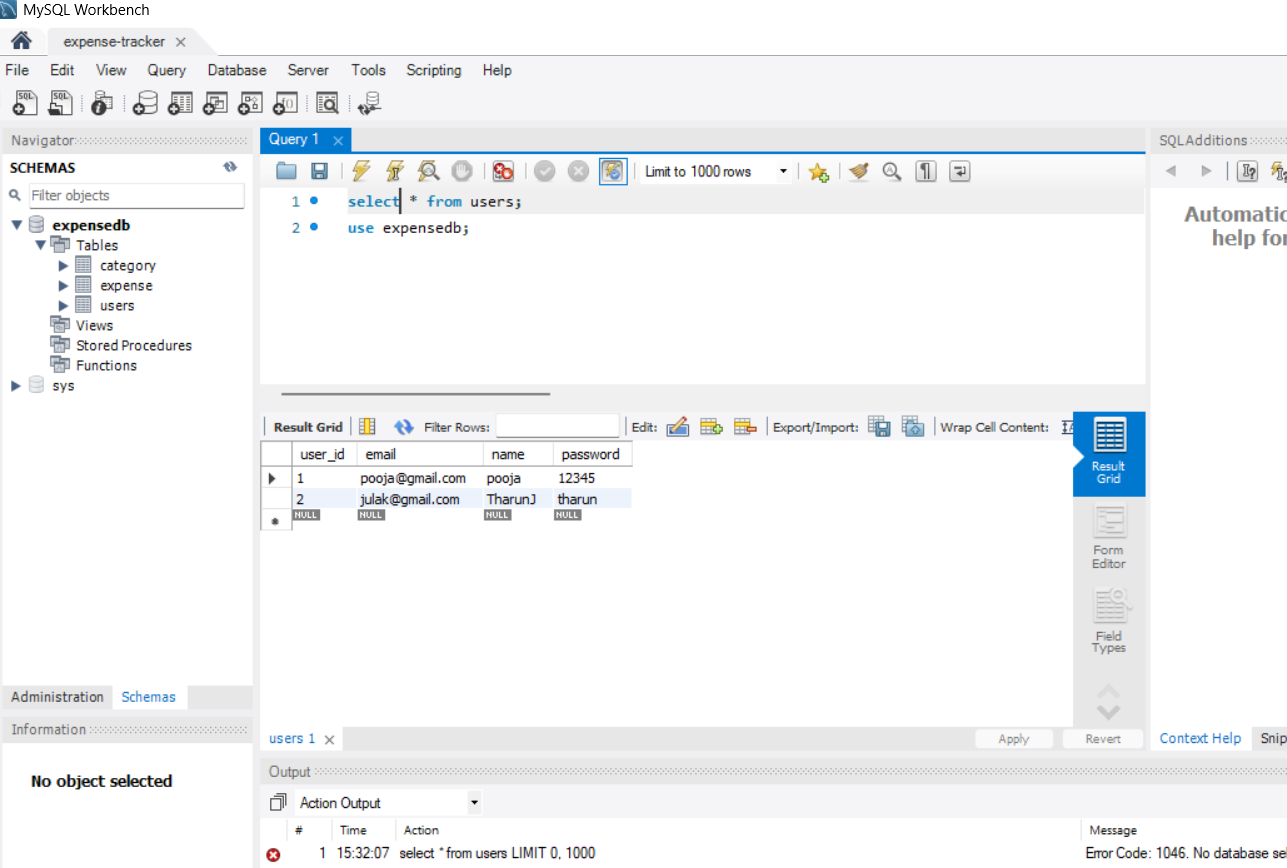 MySQL Workbench
expense-tracker
File Edit View Query Database Server Tools Scripting Help
Navigator
SCHEMAS
Filter objects
expensedb
Tables
category
expense
users
Views
Stored Procedures
Functions
sys
Administration Schemas
Information
No object selected
Query 1
Limit to 1000 rows
1 select * from users;
2 use expensedb;
Result Grid Filter Rows: Edit: Export/Import: Wrap Cell Content:
user_id email name password
1 pooja@gmail.com pooja 12345
2 julak@gmail.com TharunJ tharun
NULL NULL NULL NULL
Result
Grid
Form
Editor
Field
Types
users 1
Apply Revert
Output
Action Output
# Time Action Message
1 15:32:07 select * from users LIMIT 0, 1000 Error Code: 1046. No database se
SQLAdditions
Automatic
help for
Context Help Snip